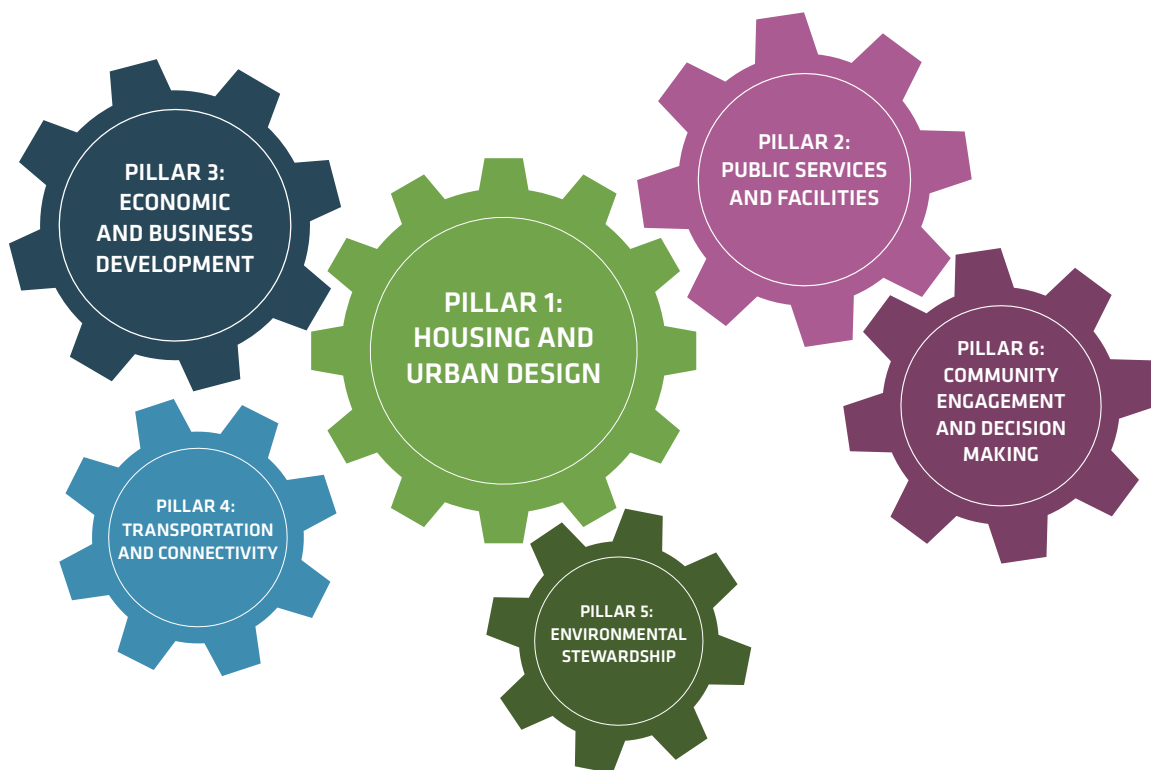 PILLAR 3:
ECONOMIC
AND BUSINESS
DEVELOPMENT
PILLAR 1:
HOUSING AND
URBAN DESIGN
PILLAR 2:
PUBLIC SERVICES
AND FACILITIES
PILLAR 6:
COMMUNITY
ENGAGEMENT
AND DECISION
MAKING
PILLAR 4:
TRANSPORTATION
AND CONNECTIVITY
PILLAR 5:
ENVIRONMENTAL
STEWARDSHIP